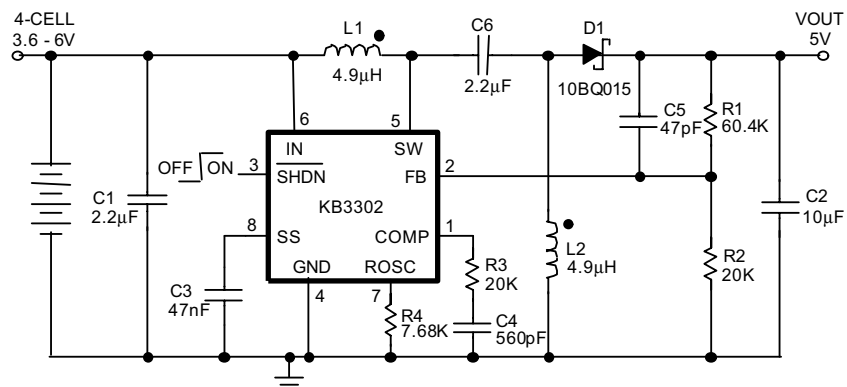 4-CELL
3.6 - 6V
L1
4.9μH
C6
2.2μF
D1
10BQ015
VOUT
5V
C5
47pF
R1
60.4K
6
5
IN
SW
OFF ON
3
SHDN
FB
2
KB3302
C1
2.2μF
8
SS
COMP
1
C2
10μF
GND
ROSC
4
7
R3
20K
L2
4.9μH
R2
20K
C3
47nF
R4
7.68K
C4
560pF